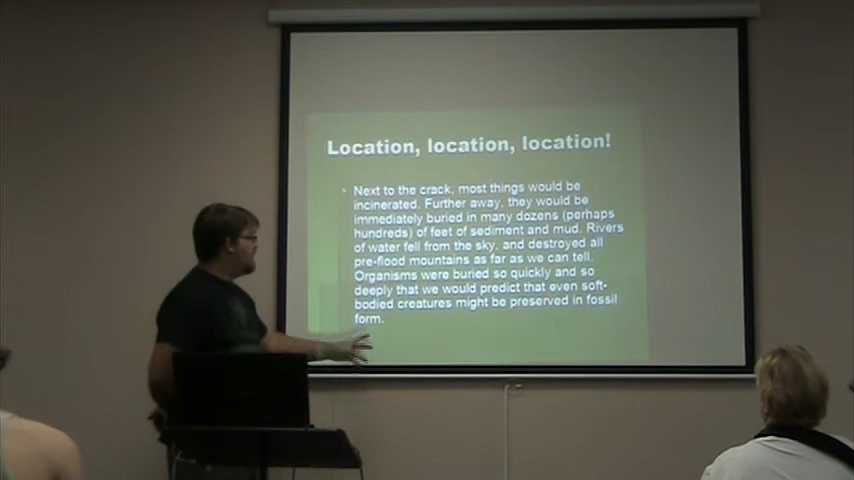 Location, location, location!
Next to the crack, most things would be
incinerated. Further away, they would be
immediately buried in many dozens (perhaps
hundreds) of feet of sediment and mud. Rivers
of water fell from the sky, and destroyed all
pre-flood mountains as far as we can tell.
Organisms were buried so quickly and so
deeply that we would predict that even soft-
bodied creatures might be preserved in fossil
form.